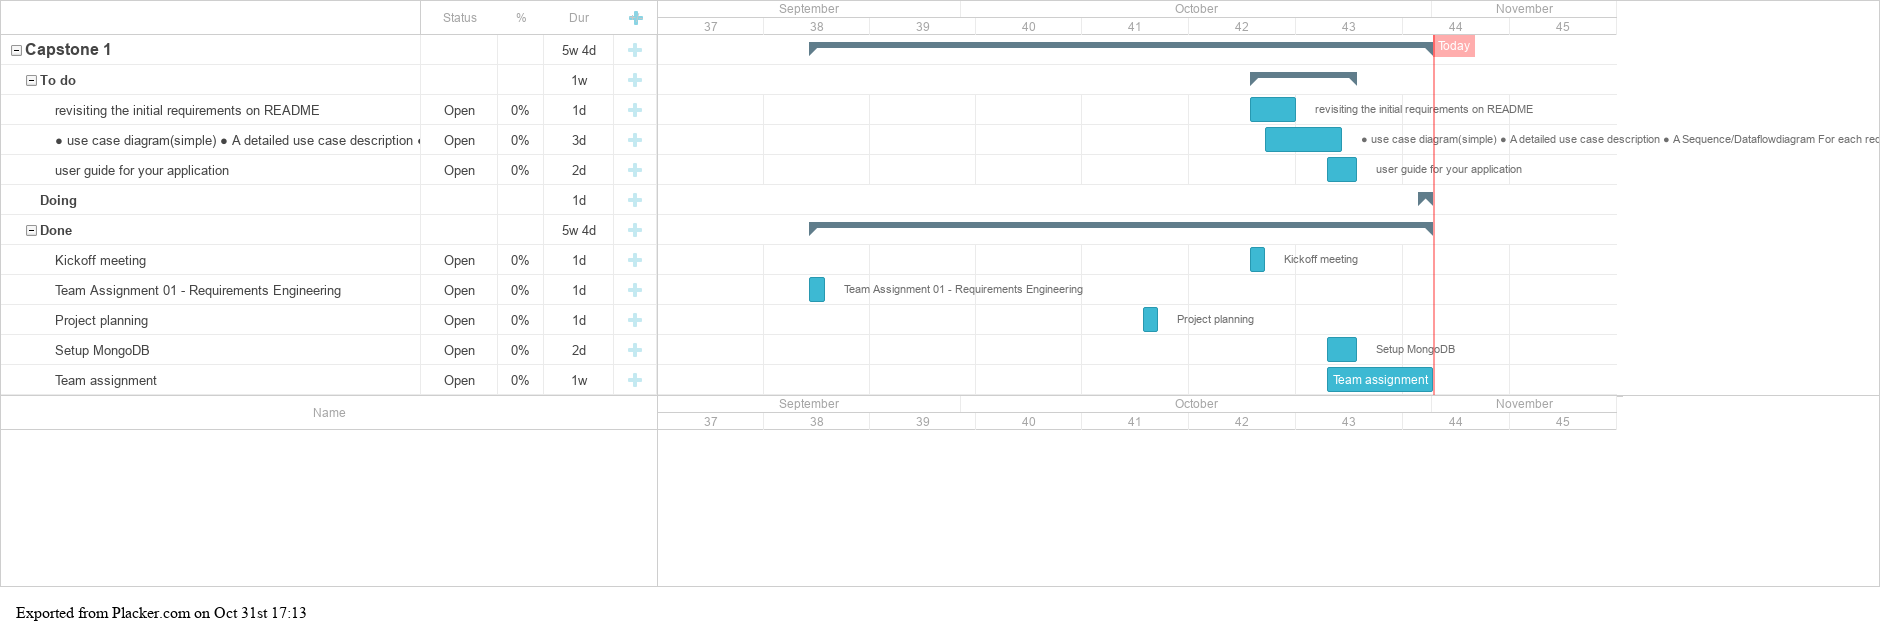 Status % Dur September October November
37 38 39 40 41 42 43 44 45
Capstone 1 5w 4d Today
To do 1w
revisiting the initial requirements on README Open 0% 1d revisiting the initial requirements on README
● use case diagram(simple) ● A detailed use case description ● Open 0% 3d ● use case diagram(simple) ● A detailed use case description ● A Sequence/Dataflowdiagram For each rec
user guide for your application Open 0% 2d user guide for your application
Doing 1d
Done 5w 4d
Kickoff meeting Open 0% 1d Kickoff meeting
Team Assignment 01 - Requirements Engineering Open 0% 1d Team Assignment 01 - Requirements Engineering
Project planning Open 0% 1d Project planning
Setup MongoDB Open 0% 2d Setup MongoDB
Team assignment Open 0% 1w Team assignment
Name September October November
37 38 39 40 41 42 43 44 45
Exported from Placker.com on Oct 31st 17:13